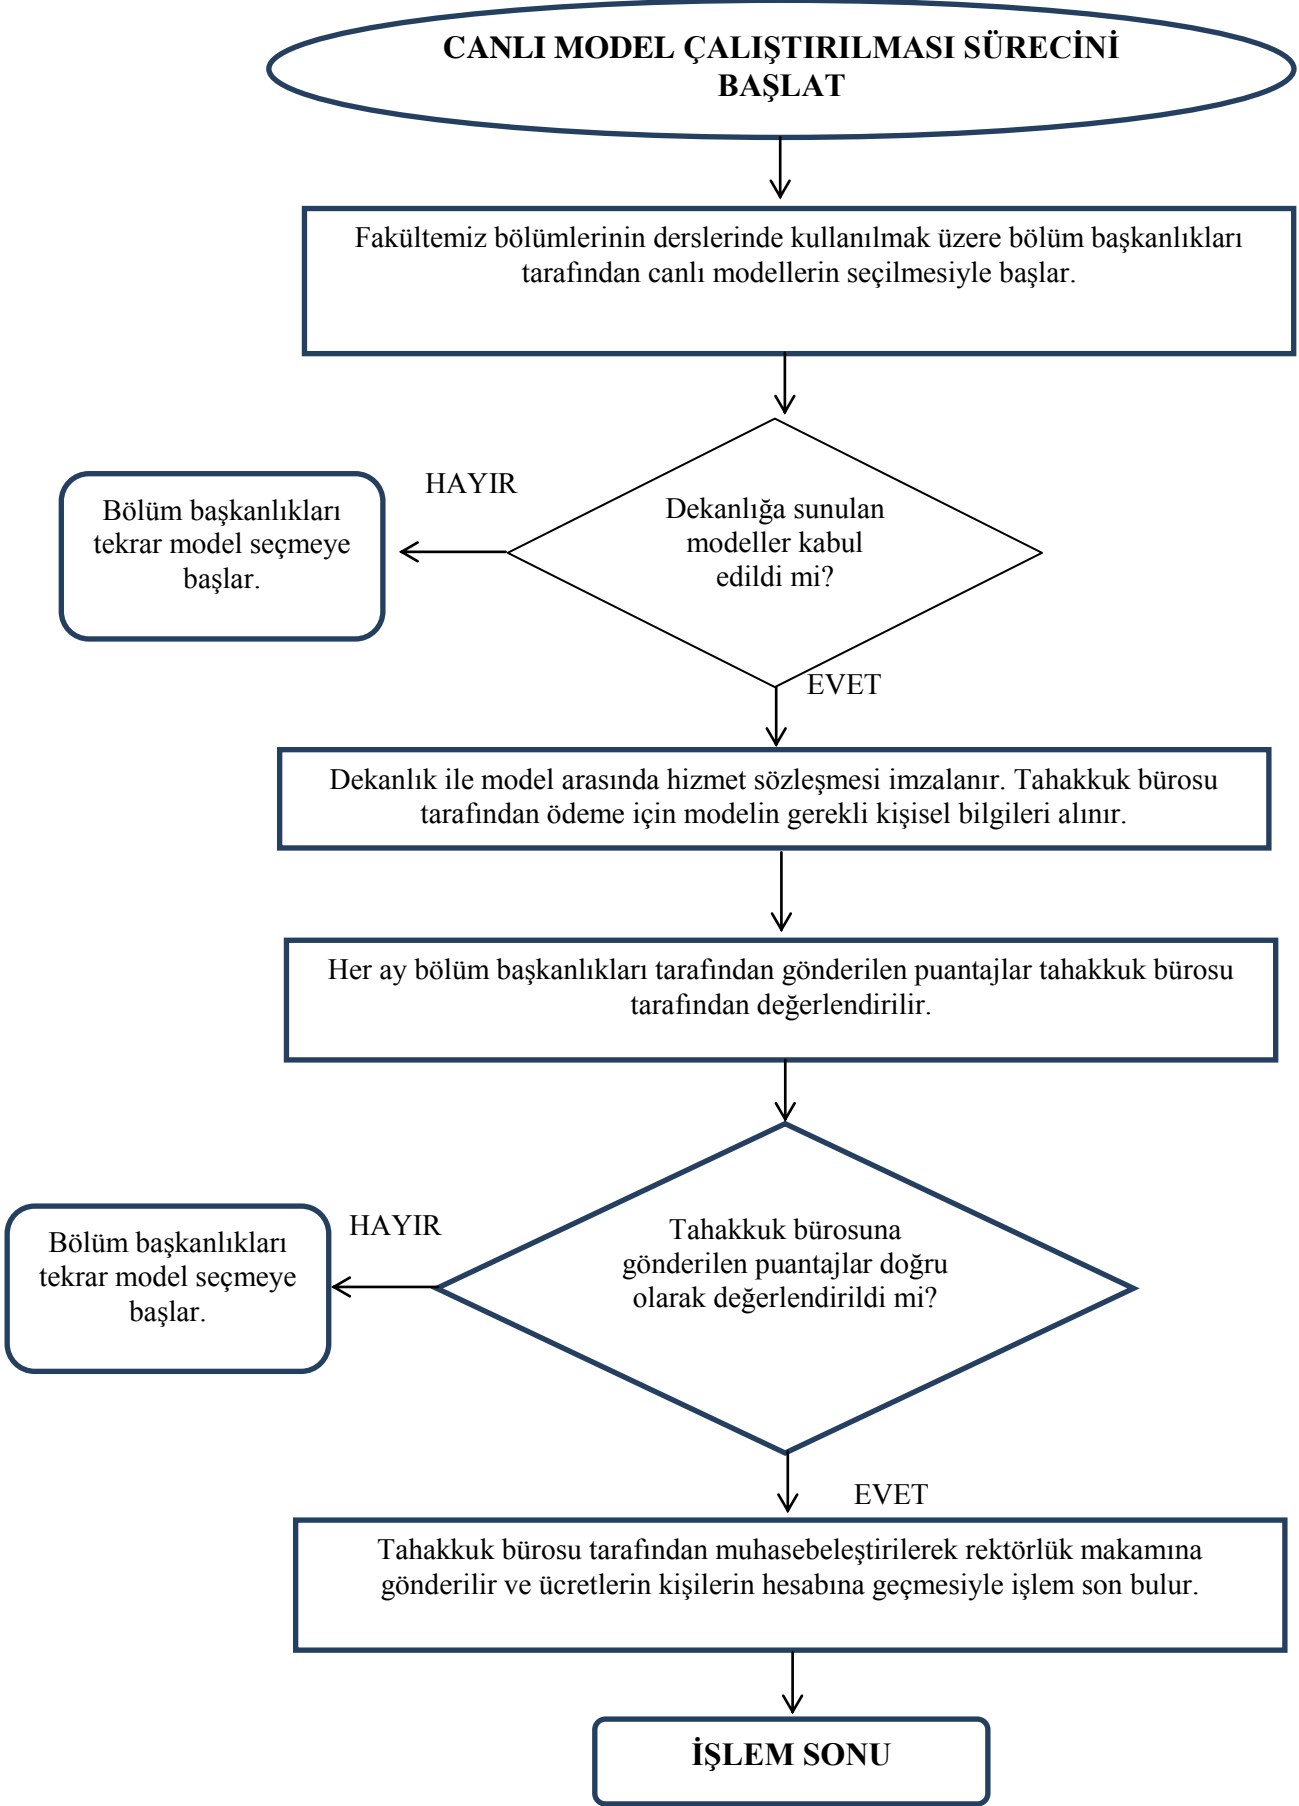 CANLI MODEL ÇALIŞTIRILMASI SÜRECİNİ
BAŞLAT
Fakültemiz bölümlerinin derslerinde kullanılmak üzere bölüm başkanlıkları
tarafından canlı modellerin seçilmesiyle başlar.
HAYIR
Bölüm başkanlıkları
tekrar model seçmeye
başlar.
Dekanlığa sunulan
modeller kabul
edildi mi?
EVET
Dekanlık ile model arasında hizmet sözleşmesi imzalanır. Tahakkuk bürosu
tarafından ödeme için modelin gerekli kişisel bilgileri alınır.
Her ay bölüm başkanlıkları tarafından gönderilen puantajlar tahakkuk bürosu
tarafından değerlendirilir.
HAYIR
Bölüm başkanlıkları
tekrar model seçmeye
başlar.
Tahakkuk bürosuna
gönderilen puantajlar doğru
olarak değerlendirildi mi?
EVET
Tahakkuk bürosu tarafından muhasebeleştirilerek rektörlük makamına
gönderilir ve ücretlerin kişilerin hesabına geçmesiyle işlem son bulur.
İŞLEM SONU